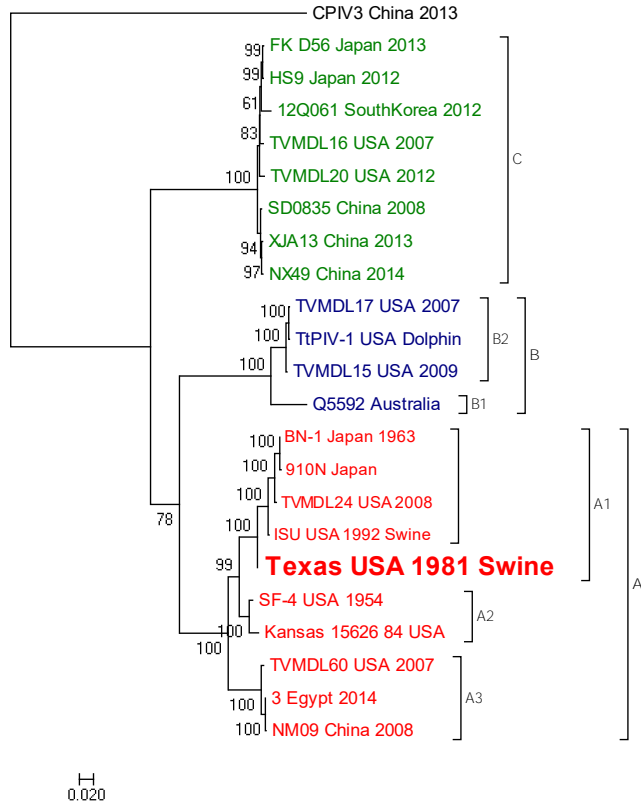 CPIV3 China 2013
FK D56 Japan 2013
99
HS9 Japan 2012
99
12Q061 SouthKorea 2012
61
TVMDL16 USA 2007
83
C
TVMDL20 USA 2012
100
SD0835 China 2008
XJA13 China 2013
94
NX49 China 2014
97
TVMDL17 USA 2007
100
TtPIV-1 USA Dolphin
100
B2
B
TVMDL15 USA 2009
100
Q5592 Australia
B1
BN-1 Japan 1963
100
910N Japan
100
TVMDL24 USA 2008
100
A1
ISU USA 1992 Swine
100
Texas USA 1981 Swine
99
78
SF-4 USA 1954
A2
Kansas 15626 84 USA
100
A
100
TVMDL60 USA 2007
3 Egypt 2014
100
A3
NM09 China 2008
100
0.020